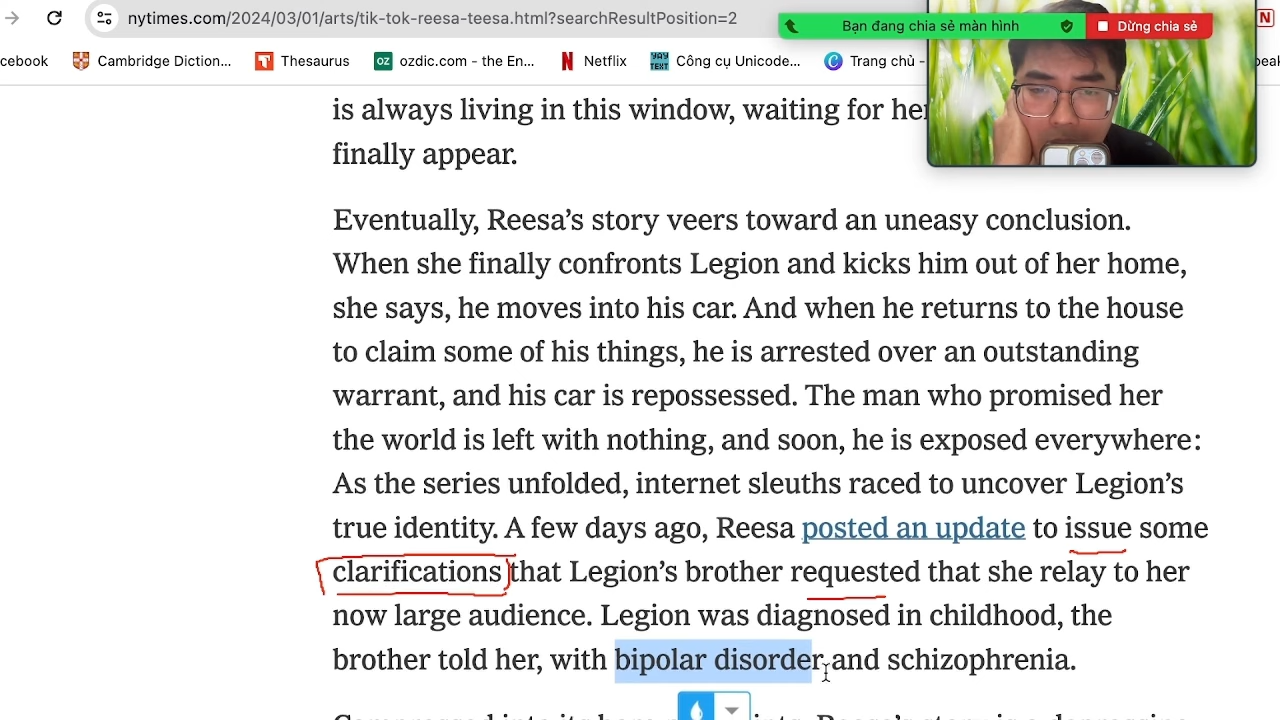 nytimes.com/2024/03/01/arts/tik-tok-reesa-teesa.html?searchResultPosition=2
Bạn đang chia sẻ màn hình
Dừng chia sẻ
N
cebook
Cambridge Diction...
T Thesaurus
OZ ozdic.com - the En...
N Netflix
YAY TEXT Công cụ Unicode...
C Trang chủ -
peak
is always living in this window, waiting for her
finally appear.
Eventually, Reesa’s story veers toward an uneasy conclusion.
When she finally confronts Legion and kicks him out of her home,
she says, he moves into his car. And when he returns to the house
to claim some of his things, he is arrested over an outstanding
warrant, and his car is repossessed. The man who promised her
the world is left with nothing, and soon, he is exposed everywhere:
As the series unfolded, internet sleuths raced to uncover Legion’s
true identity. A few days ago, Reesa posted an update to issue some
clarifications that Legion’s brother requested that she relay to her
now large audience. Legion was diagnosed in childhood, the
brother told her, with bipolar disorder and schizophrenia.